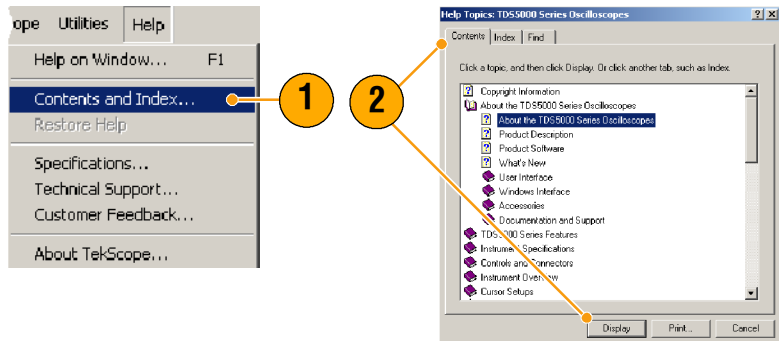 ope Utilities Help
Help on Window... F1
Contents and Index...
Restore Help
Specifications...
Technical Support...
Customer Feedback...
About TekScope...
1
2
Help Topics: TDS5000 Series Oscilloscopes
Contents Index Find
Click a topic, and then click Display. Or click another tab, such as Index.
Copyright Information
About the TDS5000 Series Oscilloscopes
About the TDS5000 Series Oscilloscopes
Product Description
Product Software
What's New
User Interface
Windows Interface
Accessories
Documentation and Support
TDS5000 Series Features
Instrument Specifications
Controls and Connectors
Instrument Overview
Cursor Setups
Display Print... Cancel